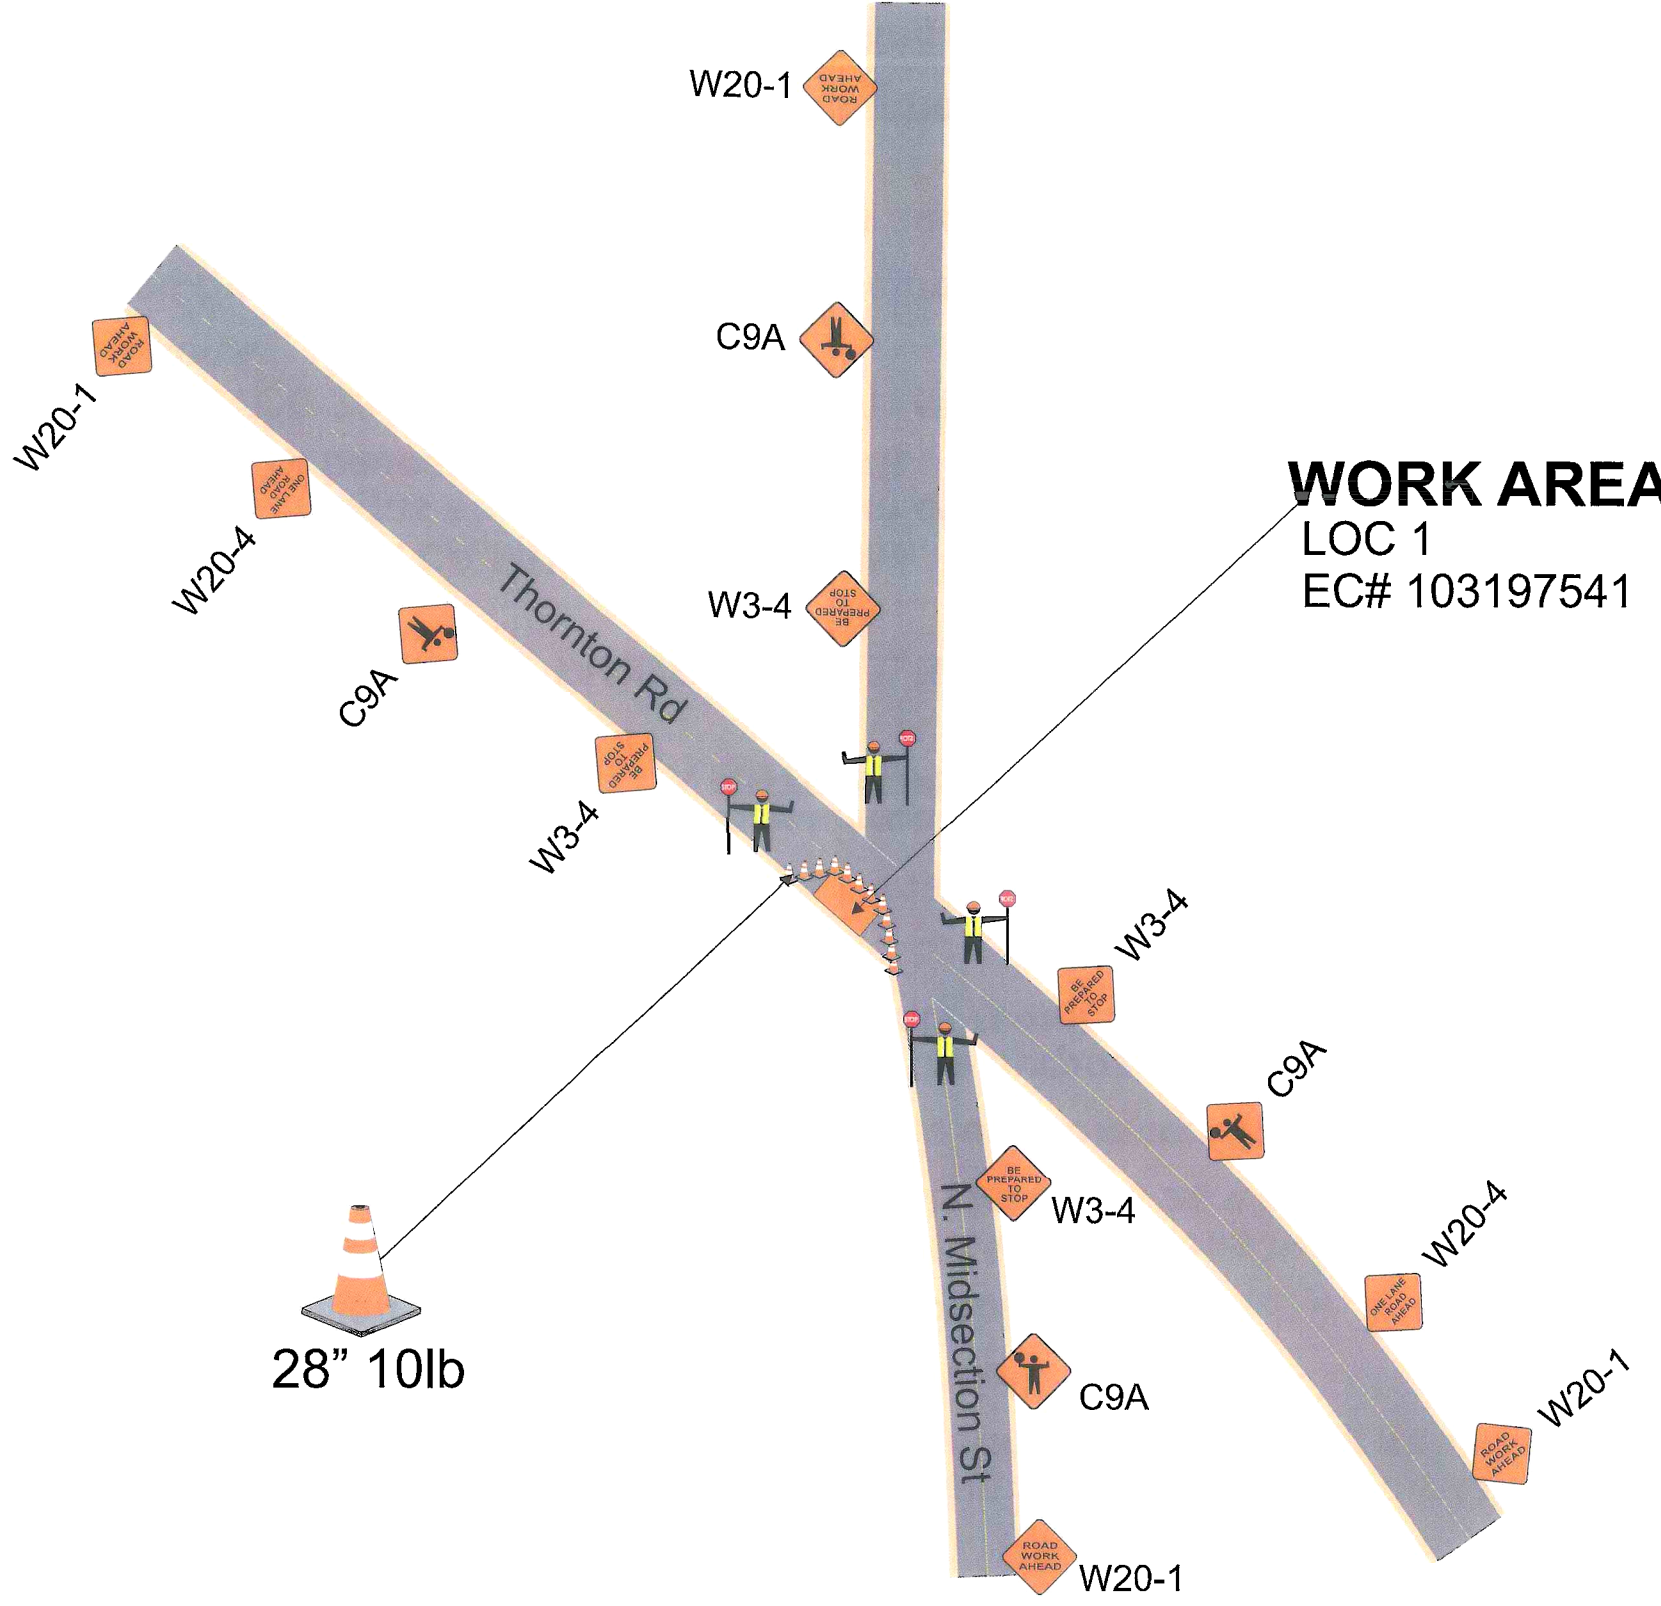 W20-1
ROAD
WORK
AHEAD
C9A
W3-4
BE
PREPARED
TO
STOP
ROAD
WORK
AHEAD
W20-1
ONE LANE
ROAD
AHEAD
W20-4
C9A
BE
PREPARED
TO
STOP
W3-4
Thornton Rd
WORK AREA
LOC 1
EC# 103197541
STOP
STOP
W3-4
BE
PREPARED
TO
STOP
C9A
W20-4
ONE LANE
ROAD
AHEAD
W20-1
ROAD
WORK
AHEAD
BE
PREPARED
TO
STOP
W3-4
N. Midsection St
C9A
ROAD
WORK
AHEAD
W20-1
28” 10lb